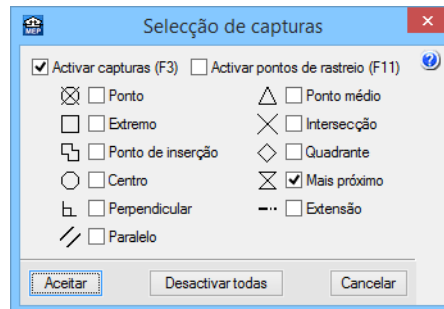 MEP Selecção de capturas
Activar capturas (F3) Activar pontos de rastreio (F11)
Ponto Ponto médio
Extremo Intersecção
Ponto de inserção Quadrante
Centro Mais próximo
Perpendicular Extensão
Paralelo
Aceitar Desactivar todas Cancelar